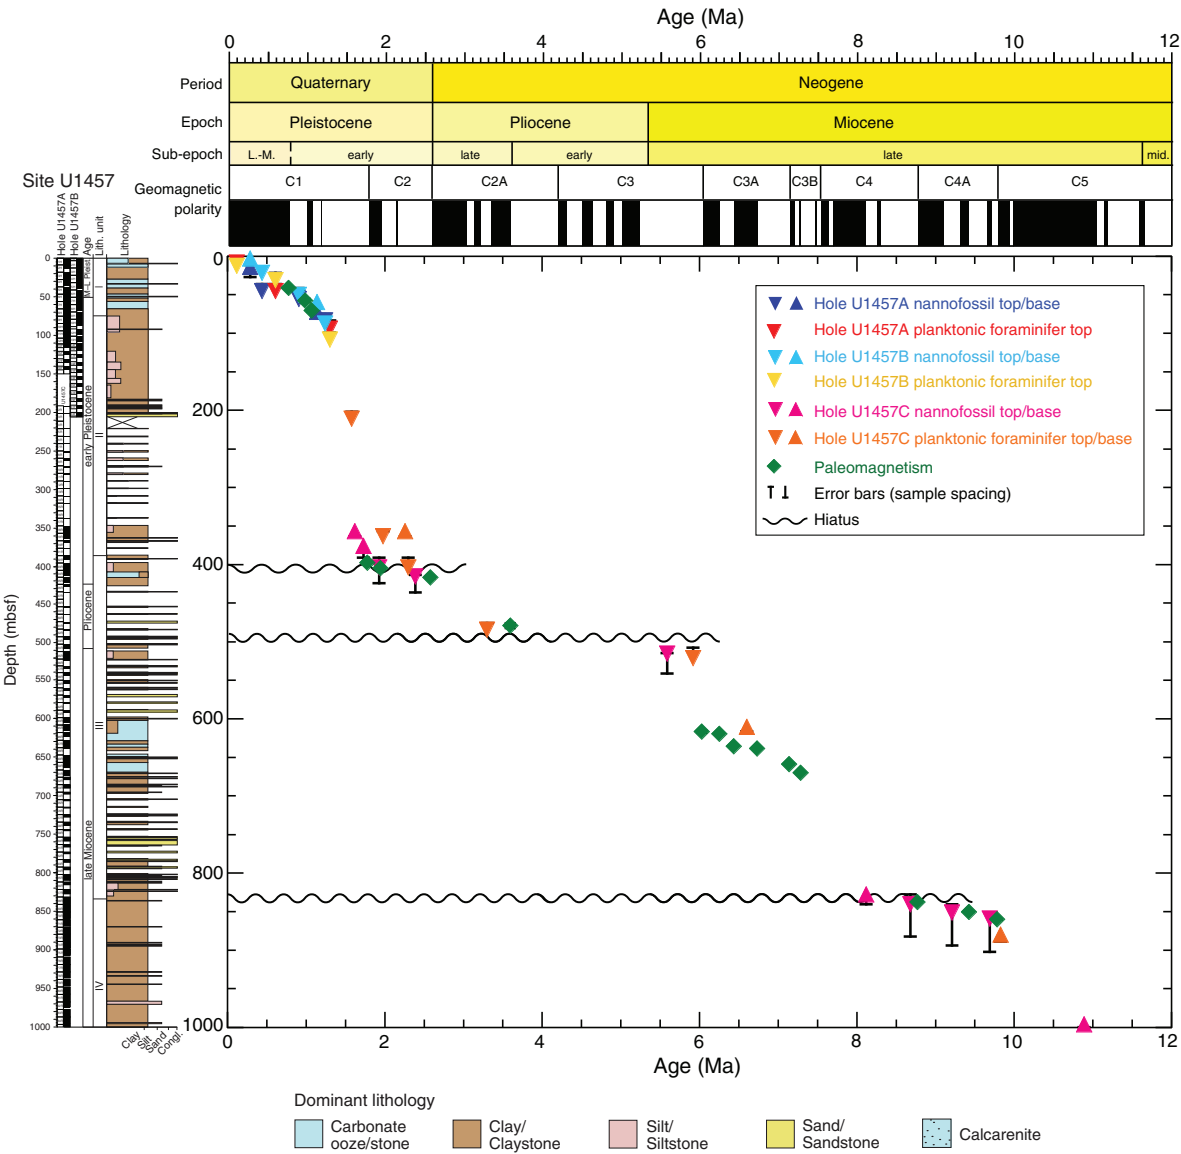 Age (Ma)
0 2 4 6 8 10 12
Period Quaternary Neogene
Epoch Pleistocene Pliocene Miocene
Sub-epoch L.-M. early late early late mid.
Site U1457
Geomagnetic
polarity
C1 C2 C2A C3 C3A C3B C4 C4A C5
Hole U1457A
Hole U1457B
Age
Lith. unit
Lithology
0
50
100
150
200
250
300
350
400
450
500
550
600
650
700
750
800
850
900
950
1000
U1457C
M-L Pleist.
early Pleistocene
Pliocene
late Miocene
I
II
III
IV
Clay
Silt
Sand
Congl.
Depth (mbsf)
0
200
400
600
800
1000
Hole U1457A nannofossil top/base
Hole U1457A planktonic foraminifer top
Hole U1457B nannofossil top/base
Hole U1457B planktonic foraminifer top
Hole U1457C nannofossil top/base
Hole U1457C planktonic foraminifer top/base
Paleomagnetism
Error bars (sample spacing)
Hiatus
0 2 4 6 8 10 12
Age (Ma)
Dominant lithology
Carbonate
ooze/stone
Clay/
Claystone
Silt/
Siltstone
Sand/
Sandstone
Calcarenite